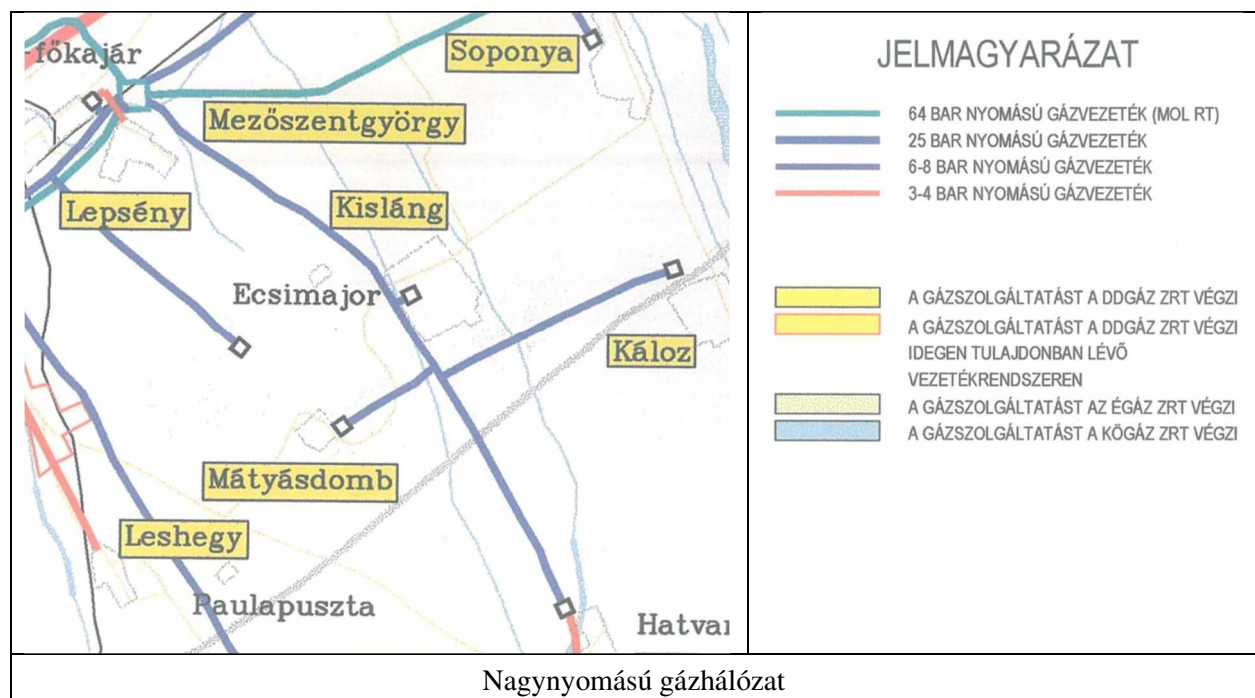 -főkajár
Soponya
Mezőszentgyörgy
Lepsény
Kisláng
Ecsimajor
Káloz
Mátyásdomb
Leshegy
Paulapuszta
Hatva
JELMAGYARÁZAT
64 BAR NYOMÁSÚ GÁZVEZETÉK (MOL RT)
25 BAR NYOMÁSÚ GÁZVEZETÉK
6-8 BAR NYOMÁSÚ GÁZVEZETÉK
3-4 BAR NYOMÁSÚ GÁZVEZETÉK
A GÁZSZOLGÁLTATÁST A DDGÁZ ZRT VÉGZI
A GÁZSZOLGÁLTATÁST A DDGÁZ ZRT VÉGZI
IDEGEN TULAJDONBAN LÉVŐ
VEZETÉKRENDSZEREN
A GÁZSZOLGÁLTATÁST AZ ÉGÁZ ZRT VÉGZI
A GÁZSZOLGÁLTATÁST A KÖGÁZ ZRT VÉGZI
Nagynyomású gázhálózat